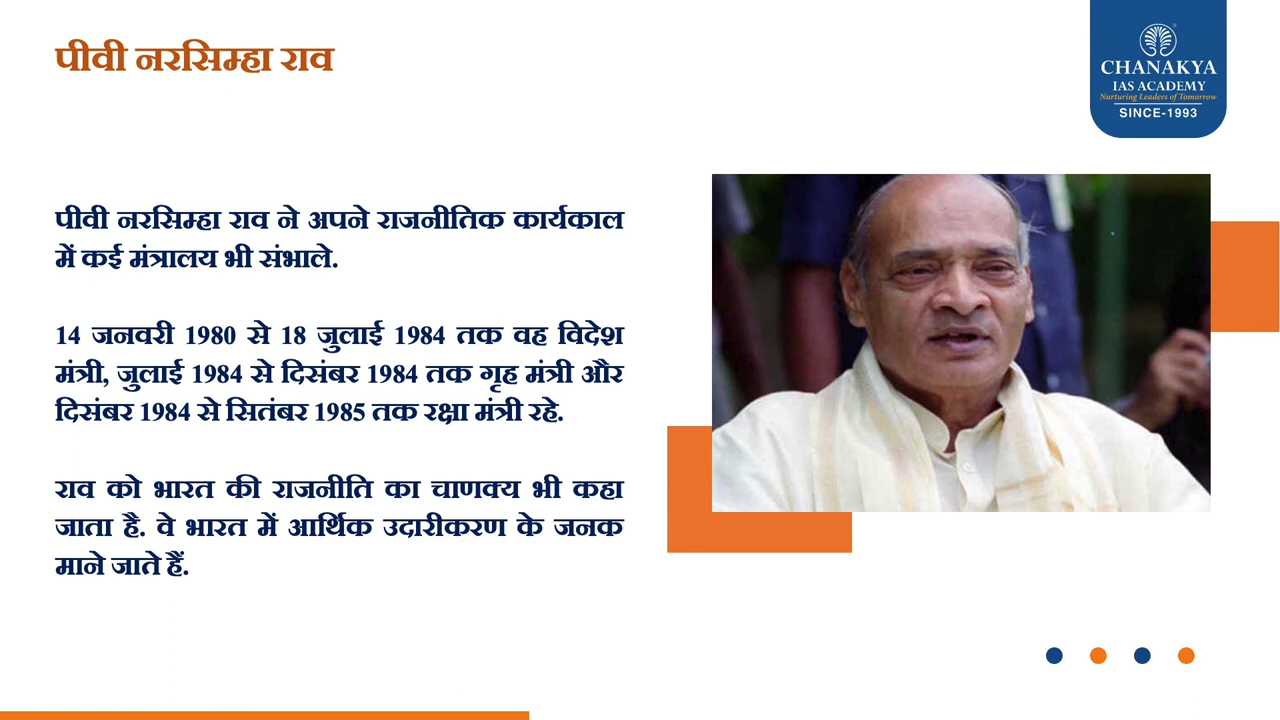 पीवी नरसिम्हा राव
CHANAKYA
IAS ACADEMY
Nurturing Leaders of Tomorrow
SINCE-1993
पीवी नरसिम्हा राव ने अपने राजनीतिक कार्यकाल
में कई मंत्रालय भी संभाले.
14 जनवरी 1980 से 18 जुलाई 1984 तक वह विदेश
मंत्री, जुलाई 1984 से दिसंबर 1984 तक गृह मंत्री और
दिसंबर 1984 से सितंबर 1985 तक रक्षा मंत्री रहे.
राव को भारत की राजनीति का चाणक्य भी कहा
जाता है. वे भारत में आर्थिक उदारीकरण के जनक
माने जाते हैं.